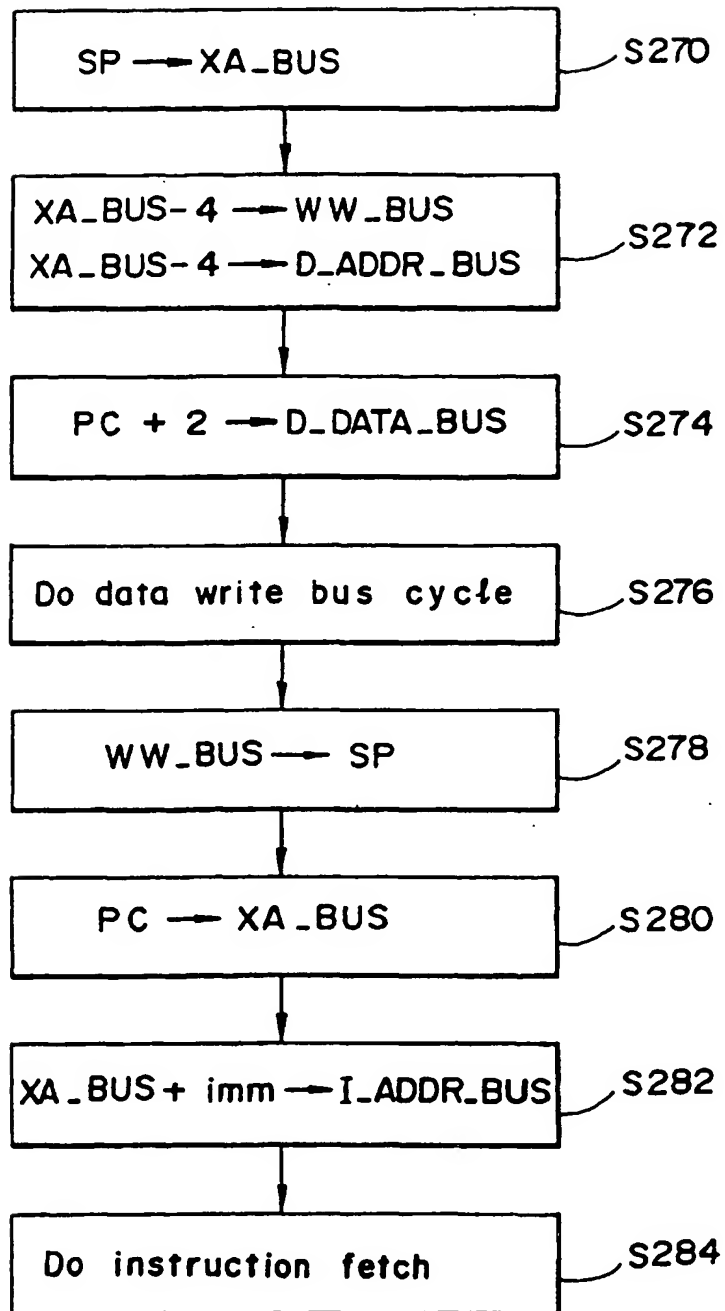 SP → XA_BUS
S270
XA_BUS-4 → WW_BUS
XA_BUS-4 → D_ADDR_BUS
S272
PC + 2 → D_DATA_BUS
S274
Do data write bus cycle
S276
WW_BUS → SP
S278
PC → XA_BUS
S280
XA_BUS + imm → I_ADDR_BUS
S282
Do instruction fetch
S284